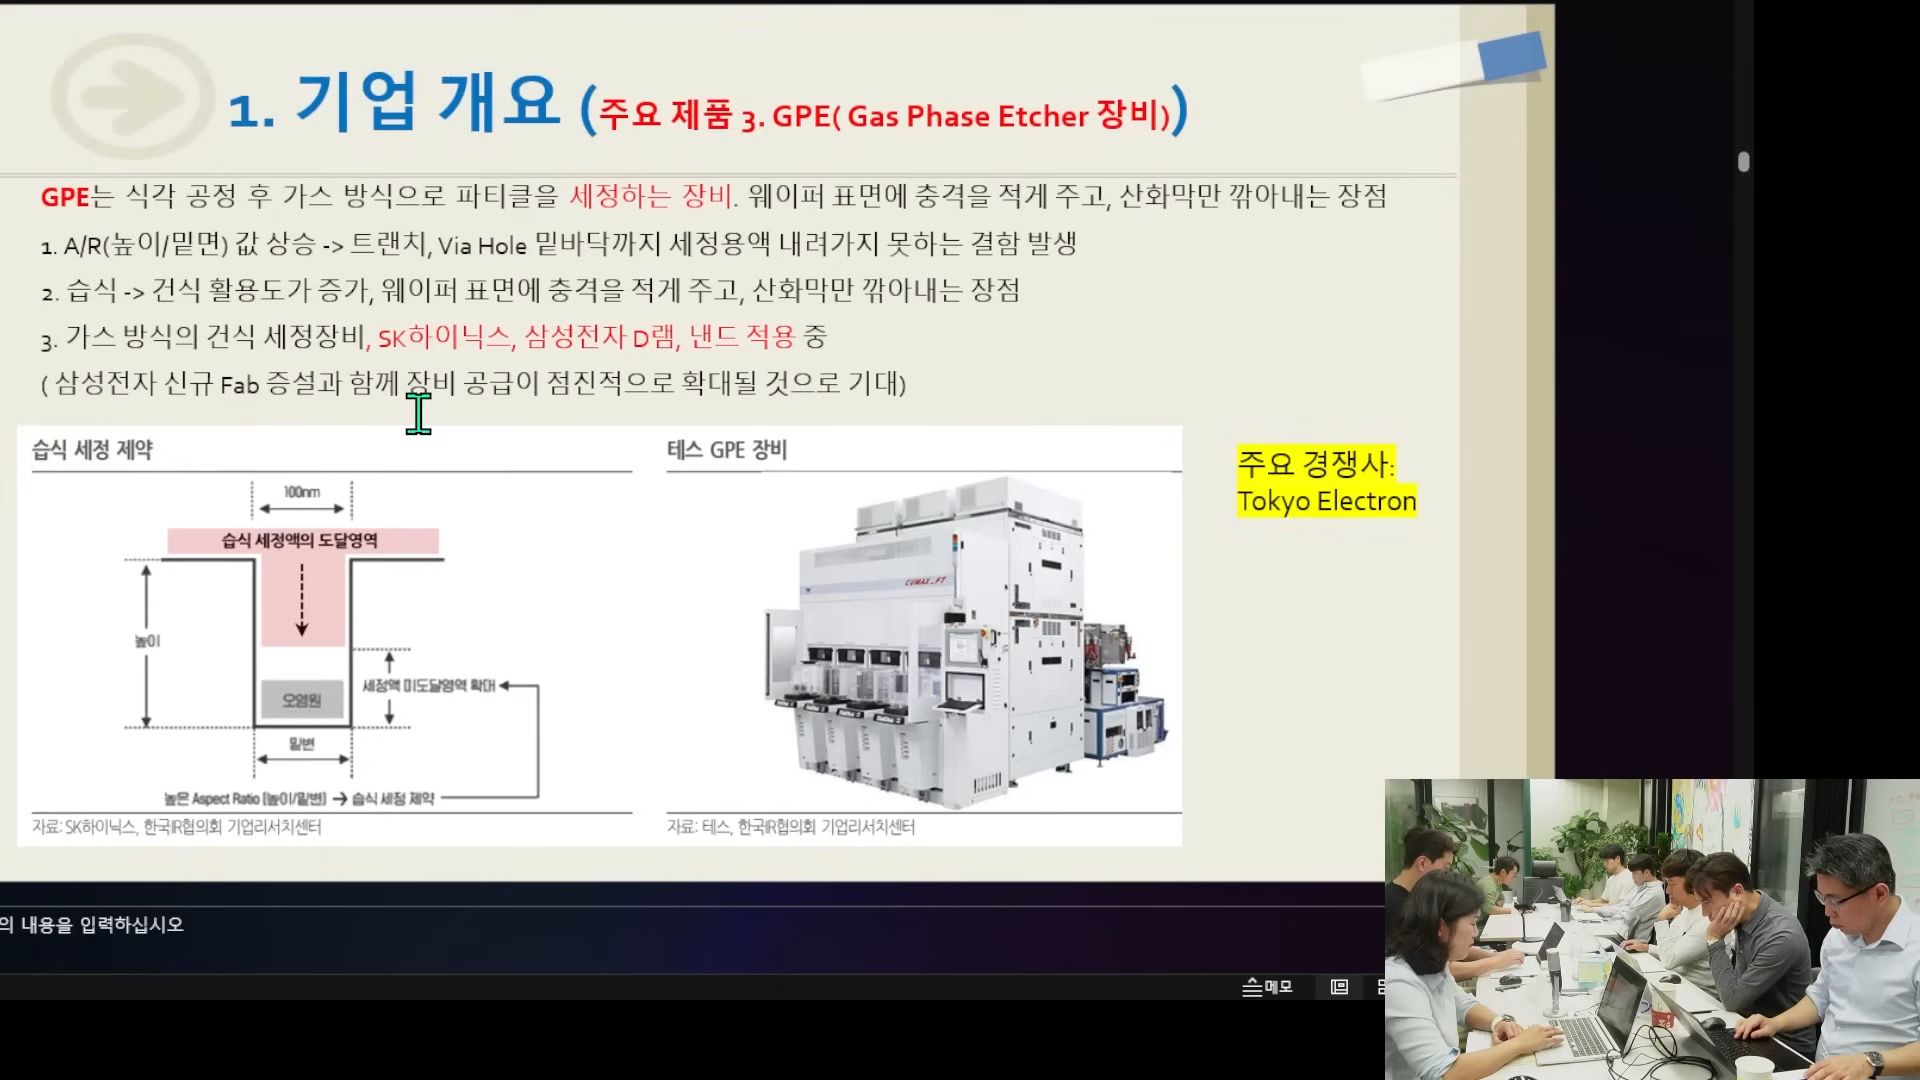 1. 기업 개요 (주요 제품 3. GPE( Gas Phase Etcher 장비))
GPE는 식각 공정 후 가스 방식으로 파티클을 세정하는 장비. 웨이퍼 표면에 충격을 적게 주고, 산화막만 깎아내는 장점
1. A/R(높이/밑면) 값 상승 -> 트랜치, Via Hole 밑바닥까지 세정용액 내려가지 못하는 결함 발생
2. 습식 -> 건식 활용도가 증가, 웨이퍼 표면에 충격을 적게 주고, 산화막만 깎아내는 장점
3. 가스 방식의 건식 세정장비, SK하이닉스, 삼성전자 D램, 낸드 적용 중
( 삼성전자 신규 Fab 증설과 함께 장비 공급이 점진적으로 확대될 것으로 기대)
습식 세정 제약
100nm
습식 세정액의 도달영역
높이
세정액 미도달영역 확대
오염원
밑변
높은 Aspect Ratio (높이/밑변) → 습식 세정 제약
자료: SK하이닉스, 한국IR협의회 기업리서치센터
테스 GPE 장비
CUMAX_FT
자료: 테스, 한국IR협의회 기업리서치센터
주요 경쟁사:
Tokyo Electron
의 내용을 입력하십시오
메모